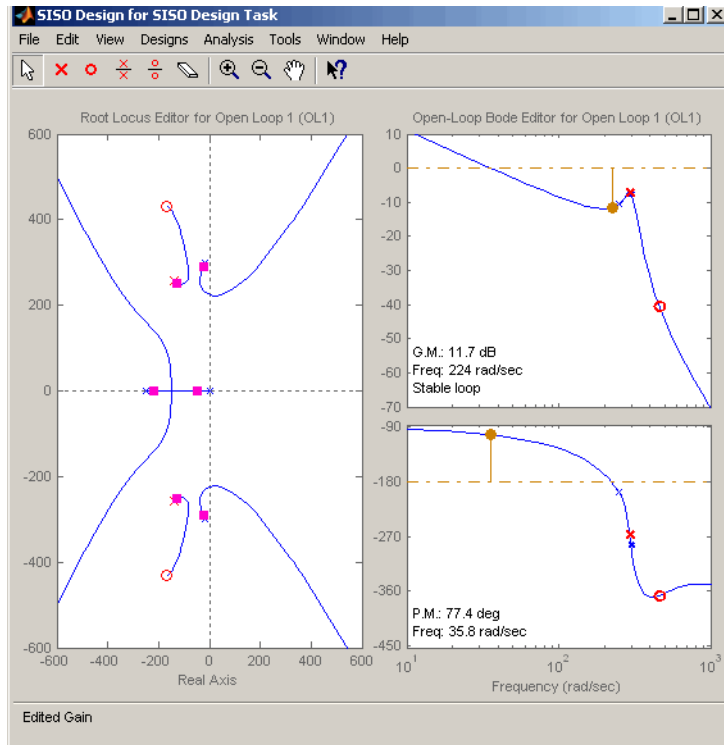 SISO Design for SISO Design Task
File Edit View Designs Analysis Tools Window Help
Root Locus Editor for Open Loop 1 (OL1)
600
400
200
0
-200
-400
-600
-600 -400 -200 0 200 400 600
Real Axis
Open-Loop Bode Editor for Open Loop 1 (OL1)
10
0
-10
-20
-30
-40
-50
-60
-70
G.M.: 11.7 dB
Freq: 224 rad/sec
Stable loop
-90
-180
-270
-360
-450
P.M.: 77.4 deg
Freq: 35.8 rad/sec
10^1 10^2 10^3
Frequency (rad/sec)
Edited Gain